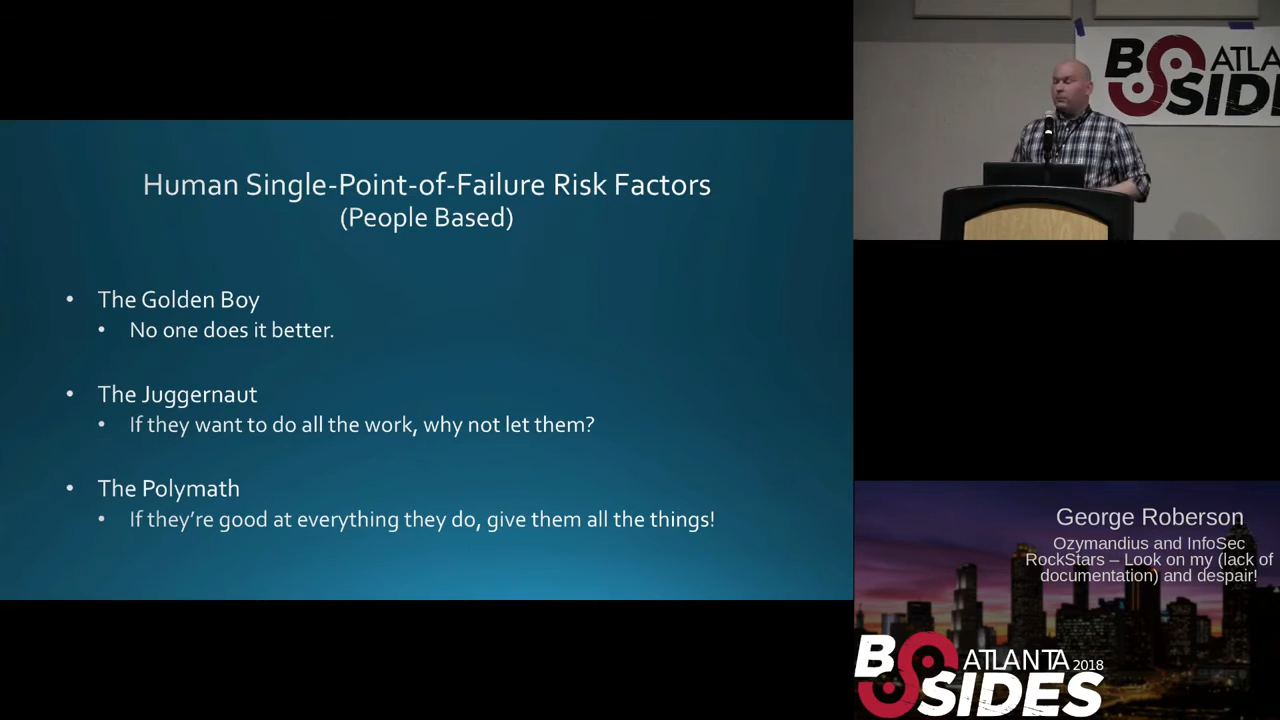 Human Single-Point-of-Failure Risk Factors
(People Based)
• The Golden Boy
• No one does it better.
• The Juggernaut
• If they want to do all the work, why not let them?
• The Polymath
• If they're good at everything they do, give them all the things!
B ATLA
SIDES
George Roberson
Ozymandius and InfoSec
RockStars – Look on my (lack of
documentation) and despair!
B ATLANTA 2018
SIDES